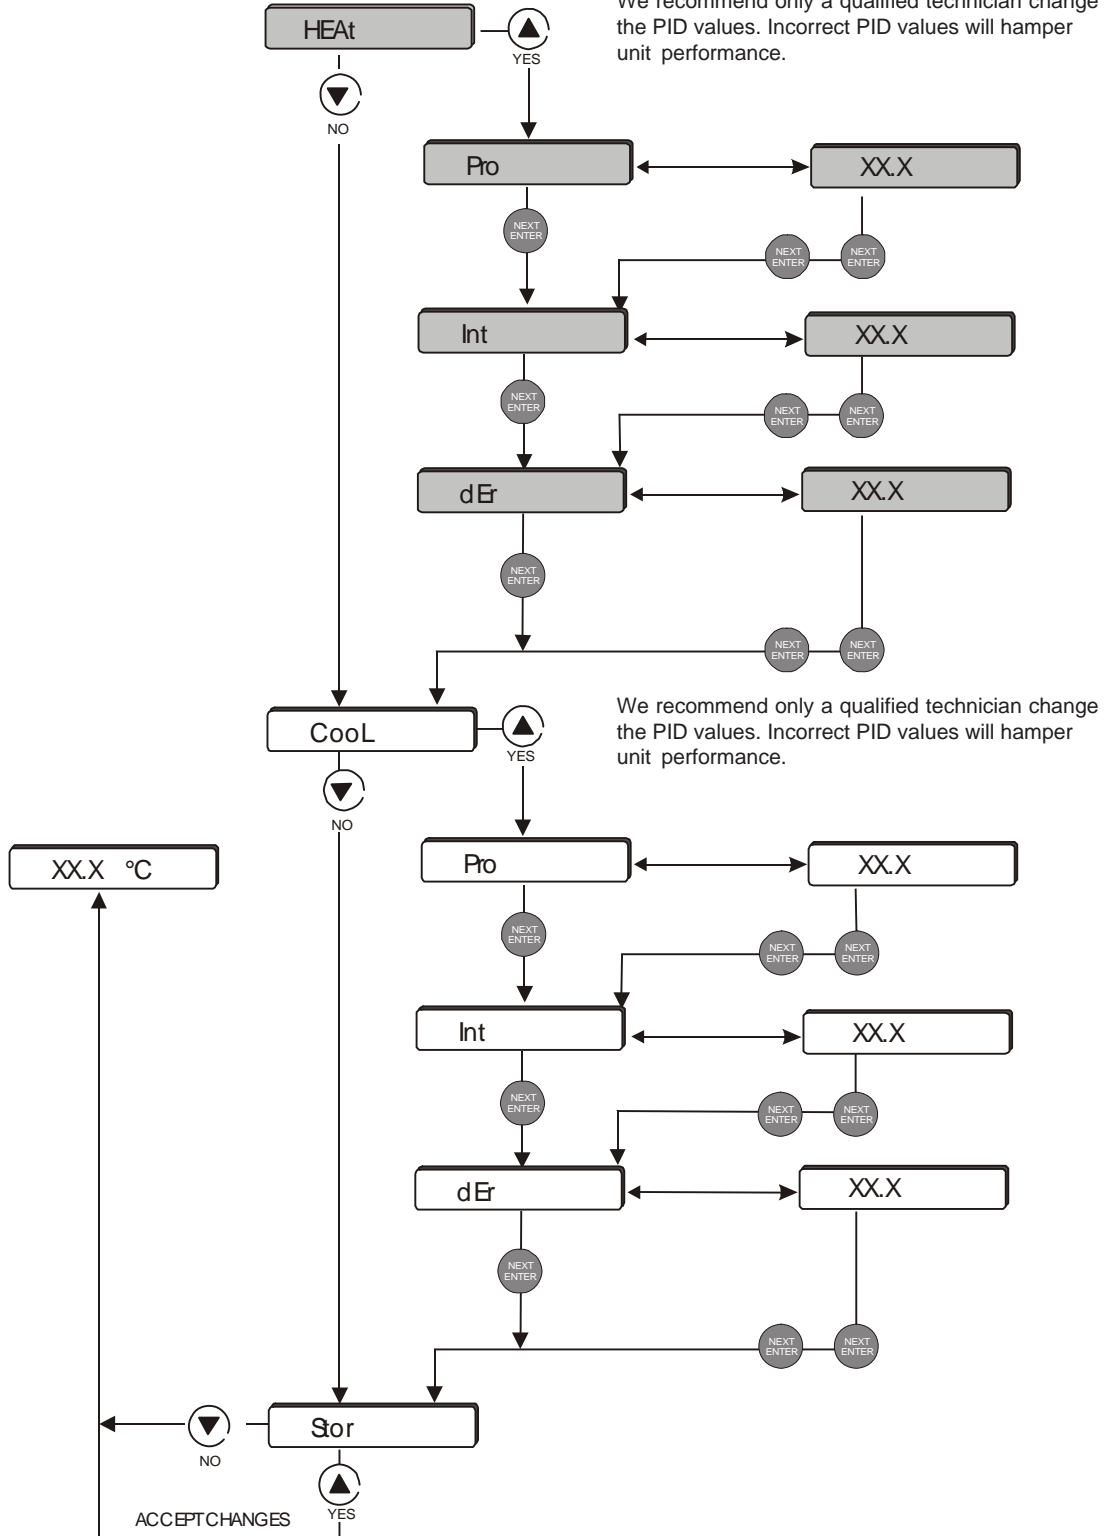 We recommend only a qualified technician change
the PID values. Incorrect PID values will hamper
unit performance.
HEAt
YES
NO
Pro
XX.X
NEXT
ENTER
NEXT
ENTER
NEXT
ENTER
Int
XX.X
NEXT
ENTER
NEXT
ENTER
NEXT
ENTER
dEr
XX.X
NEXT
ENTER
NEXT
ENTER
NEXT
ENTER
We recommend only a qualified technician change
the PID values. Incorrect PID values will hamper
unit performance.
CooL
YES
NO
XX.X °C
Pro
XX.X
NEXT
ENTER
NEXT
ENTER
NEXT
ENTER
Int
XX.X
NEXT
ENTER
NEXT
ENTER
NEXT
ENTER
dEr
XX.X
NEXT
ENTER
NEXT
ENTER
NEXT
ENTER
Stor
NO
YES
ACCEPT CHANGES